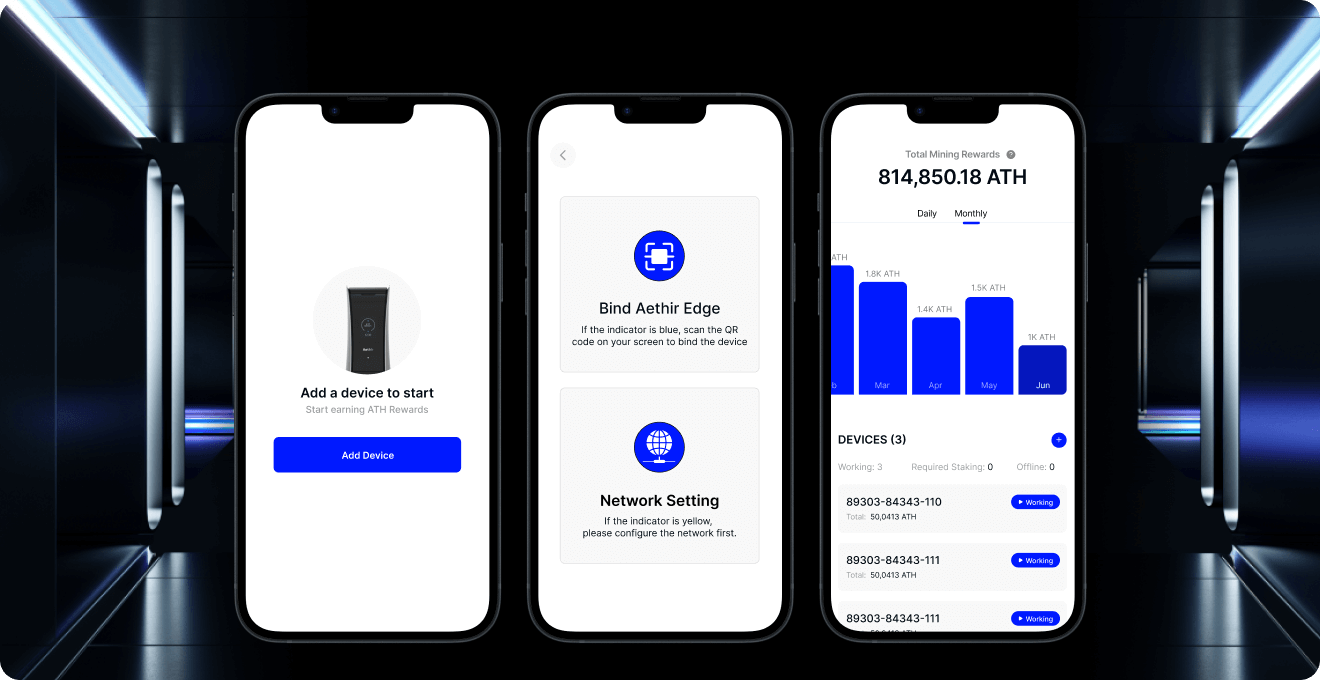 Add a device to start
Start earning ATH Rewards
Add Device
Bind Aethir Edge
If the indicator is blue, scan the QR
code on your screen to bind the device
Network Setting
If the indicator is yellow,
please configure the network first.
Total Mining Rewards ?
814,850.18 ATH
Daily Monthly
ATH
1.8K ATH
1.4K ATH
1.5K ATH
1K ATH
b Mar Apr May Jun
DEVICES (3) +
Working: 3 Required Staking: 0 Offline: 0
89303-84343-110 Working
Total: 50,0413 ATH
89303-84343-111 Working
Total: 50,0413 ATH
89303-84343-111 Working